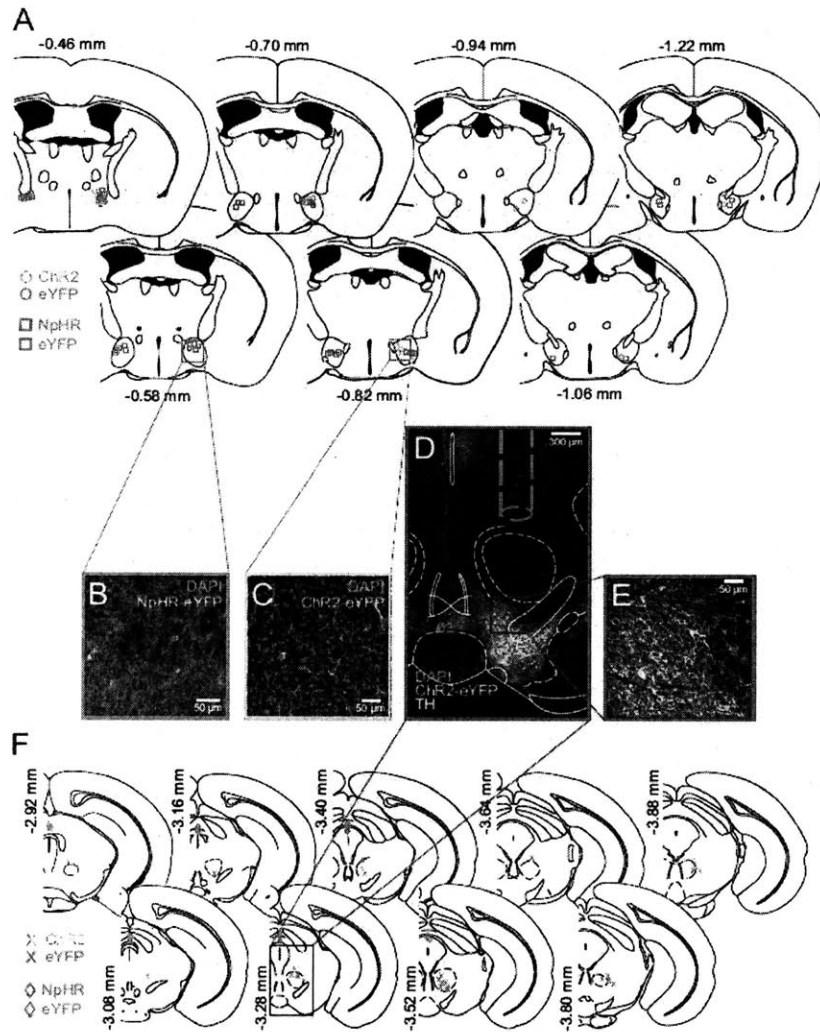 A
-0.46 mm
-0.70 mm
-0.94 mm
-1.22 mm
ChR2
eYFP
NpHR
eYFP
-0.58 mm
-0.82 mm
-1.06 mm
B
DAPI
NpHR-eYFP
50 µm
C
DAPI
ChR2-eYFP
50 µm
D
300 µm
DAPI
ChR2-eYFP
TH
E
50 µm
F
-2.92 mm
-3.16 mm
-3.40 mm
-3.64 mm
-3.88 mm
ChR2
eYFP
NpHR
eYFP
-3.08 mm
-3.28 mm
-3.52 mm
-3.80 mm